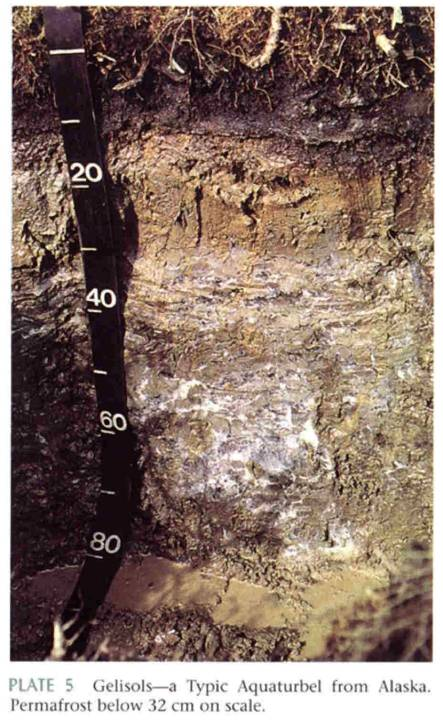 20
40
60
80
PLATE 5 Gelisols—a Typic Aquaturbel from Alaska.
Permafrost below 32 cm on scale.